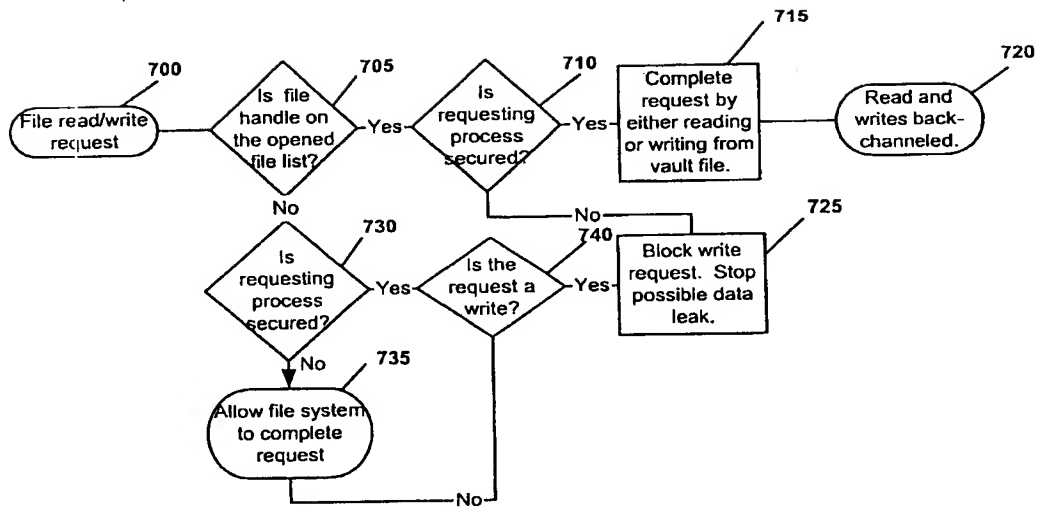 700
File read/write
request
705
Is file
handle on
the opened
file list?
Yes
No
710
Is
requesting
process
secured?
Yes
No
715
Complete
request by
either reading
or writing from
vault file.
720
Read and
writes back-
channeled.
725
Block write
request. Stop
possible data
leak.
730
Is
requesting
process
secured?
Yes
No
740
Is the
request a
write?
Yes
No
735
Allow file system
to complete
request